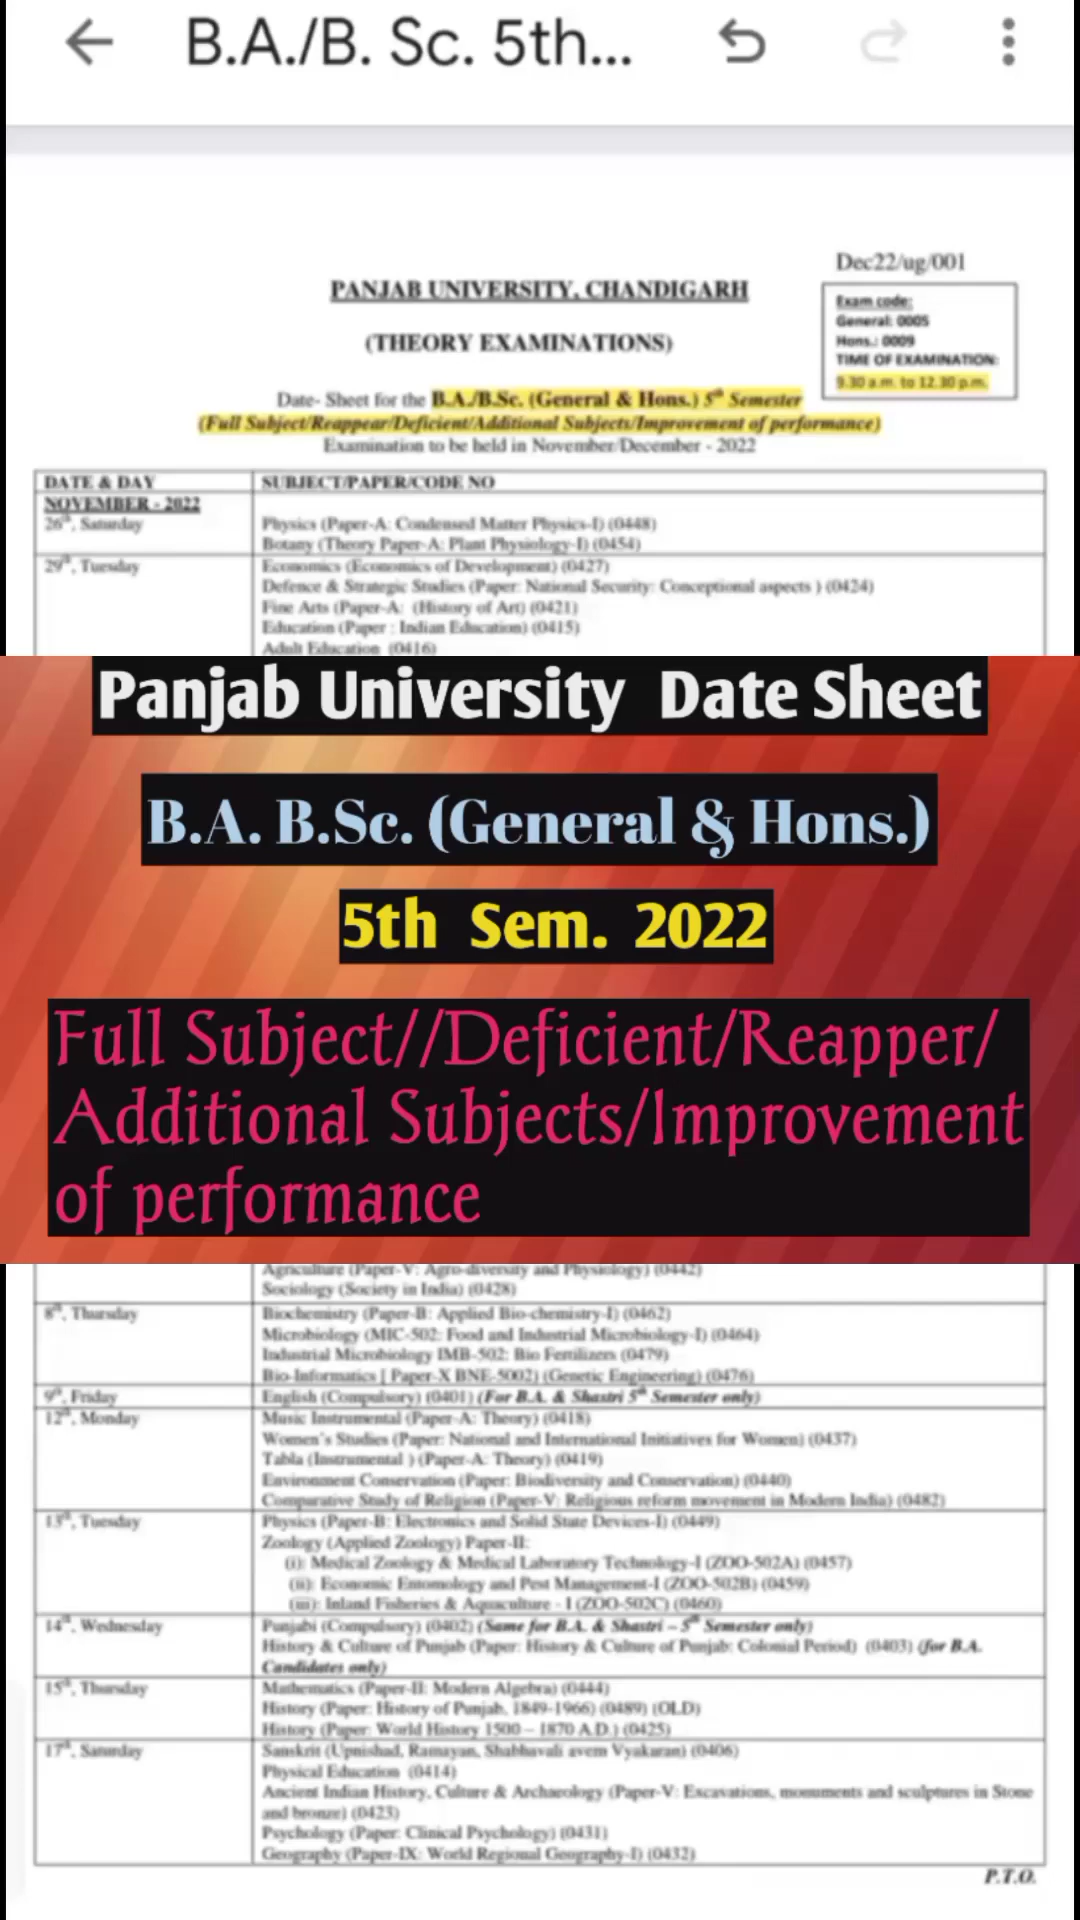 B.A./B. Sc. 5th...
Dec22/ug/001
PANJAB UNIVERSITY, CHANDIGARH
Exam code:
General: 0005
Hons.: 0009
(THEORY EXAMINATIONS)
TIME OF EXAMINATION:
9.30 a.m. to 12.30 p.m.
Date- Sheet for the B.A./B.Sc. (General & Hons.) 5th Semester
(Full Subject/Reappear/Deficient/Additional Subjects/Improvement of performance)
Examination to be held in November/December - 2022
DATE & DAY SUBJECT/PAPER/CODE NO
NOVEMBER - 2022
26th, Saturday Physics (Paper-A: Condensed Matter Physics-I) (0448)
Botany (Theory Paper-A: Plant Physiology-I) (0454)
29th, Tuesday Economics (Economics of Development) (0427)
Defence & Strategic Studies (Paper: National Security: Conceptional aspects ) (0424)
Fine Arts (Paper-A: (History of Art) (0421)
Education (Paper : Indian Education) (0415)
Adult Education (0416)
Panjab University Date Sheet
B.A. B.Sc. (General & Hons.)
5th Sem. 2022
Full Subject//Deficient/Reapper/
Additional Subjects/Improvement
of performance
Agriculture (Paper-V: Agro-diversity and Physiology) (0442)
Sociology (Society in India) (0428)
8th, Thursday Biochemistry (Paper-B: Applied Bio-chemistry-I) (0462)
Microbiology (MIC-502: Food and Industrial Microbiology-I) (0464)
Industrial Microbiology IMB-502: Bio Fertilizers (0479)
Bio-Informatics [ Paper-X BNE-5002) (Genetic Engineering) (0476)
9th, Friday English (Compulsory) (0401) (For B.A. & Shastri 5th Semester only)
12th, Monday Music Instrumental (Paper-A: Theory) (0418)
Women's Studies (Paper: National and International Initiatives for Women) (0437)
Tabla (Instrumental ) (Paper-A: Theory) (0419)
Environment Conservation (Paper: Biodiversity and Conservation) (0440)
Comparative Study of Religion (Paper-V: Religious reform movement in Modern India) (0482)
13th, Tuesday Physics (Paper-B: Electronics and Solid State Devices-I) (0449)
Zoology (Applied Zoology) Paper-II:
(i): Medical Zoology & Medical Laboratory Technology-I (ZOO-502A) (0457)
(ii): Economic Entomology and Pest Management-I (ZOO-502B) (0459)
(iii): Inland Fisheries & Aquaculture - I (ZOO-502C) (0460)
14th, Wednesday Punjabi (Compulsory) (0402) (Same for B.A. & Shastri – 5th Semester only)
History & Culture of Punjab (Paper: History & Culture of Punjab: Colonial Period) (0403) (for B.A.
Candidates only)
15th, Thursday Mathematics (Paper-II: Modern Algebra) (0444)
History (Paper: History of Punjab, 1849-1966) (0489) (OLD)
History (Paper: World History 1500 – 1870 A.D.) (0425)
17th, Saturday Sanskrit (Upnishad, Ramayan, Shabhavali avem Vyakaran) (0406)
Physical Education (0414)
Ancient Indian History, Culture & Archaeology (Paper-V: Excavations, monuments and sculptures in Stone
and bronze) (0423)
Psychology (Paper: Clinical Psychology) (0431)
Geography (Paper-IX: World Regional Geography-I) (0432)
P.T.O.